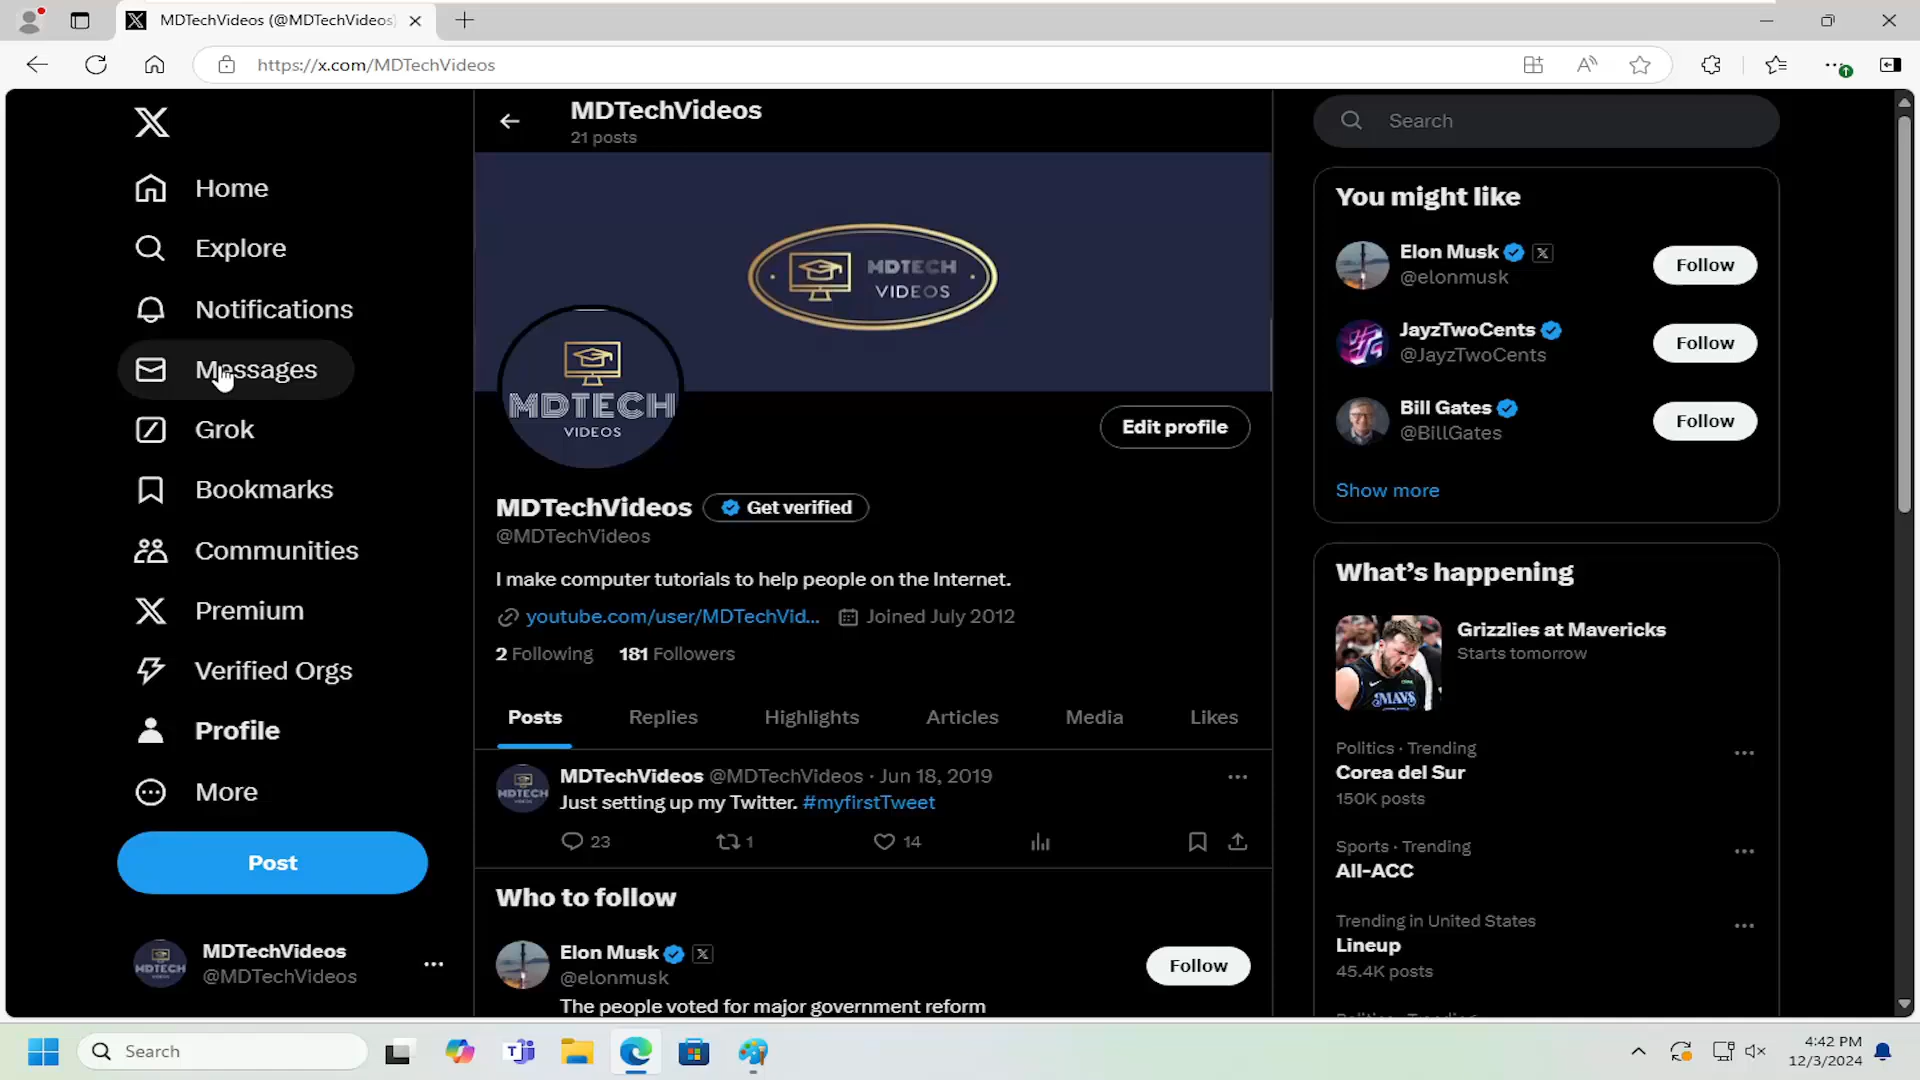 MDTechVideos (@MDTechVideos)
https://x.com/MDTechVideos
Home
Explore
Notifications
Messages
Grok
Bookmarks
Communities
Premium
Verified Orgs
Profile
More
Post
MDTechVideos
@MDTechVideos
MDTechVideos
21 posts
MDTECH
VIDEOS
MDTECH
VIDEOS
Edit profile
MDTechVideos Get verified
@MDTechVideos
I make computer tutorials to help people on the Internet.
youtube.com/user/MDTechVid... Joined July 2012
2 Following 181 Followers
Posts Replies Highlights Articles Media Likes
MDTECH
MDTechVideos @MDTechVideos · Jun 18, 2019
Just setting up my Twitter. #myfirstTweet
23 1 14
Who to follow
Elon Musk
@elonmusk
Follow
The people voted for major government reform
Search
You might like
Elon Musk
@elonmusk
Follow
JayzTwoCents
@JayzTwoCents
Follow
Bill Gates
@BillGates
Follow
Show more
What's happening
MAVS
Grizzlies at Mavericks
Starts tomorrow
Politics · Trending
Corea del Sur
150K posts
Sports · Trending
All-ACC
Trending in United States
Lineup
45.4K posts
MDTECH
Search
4:42 PM
12/3/2024